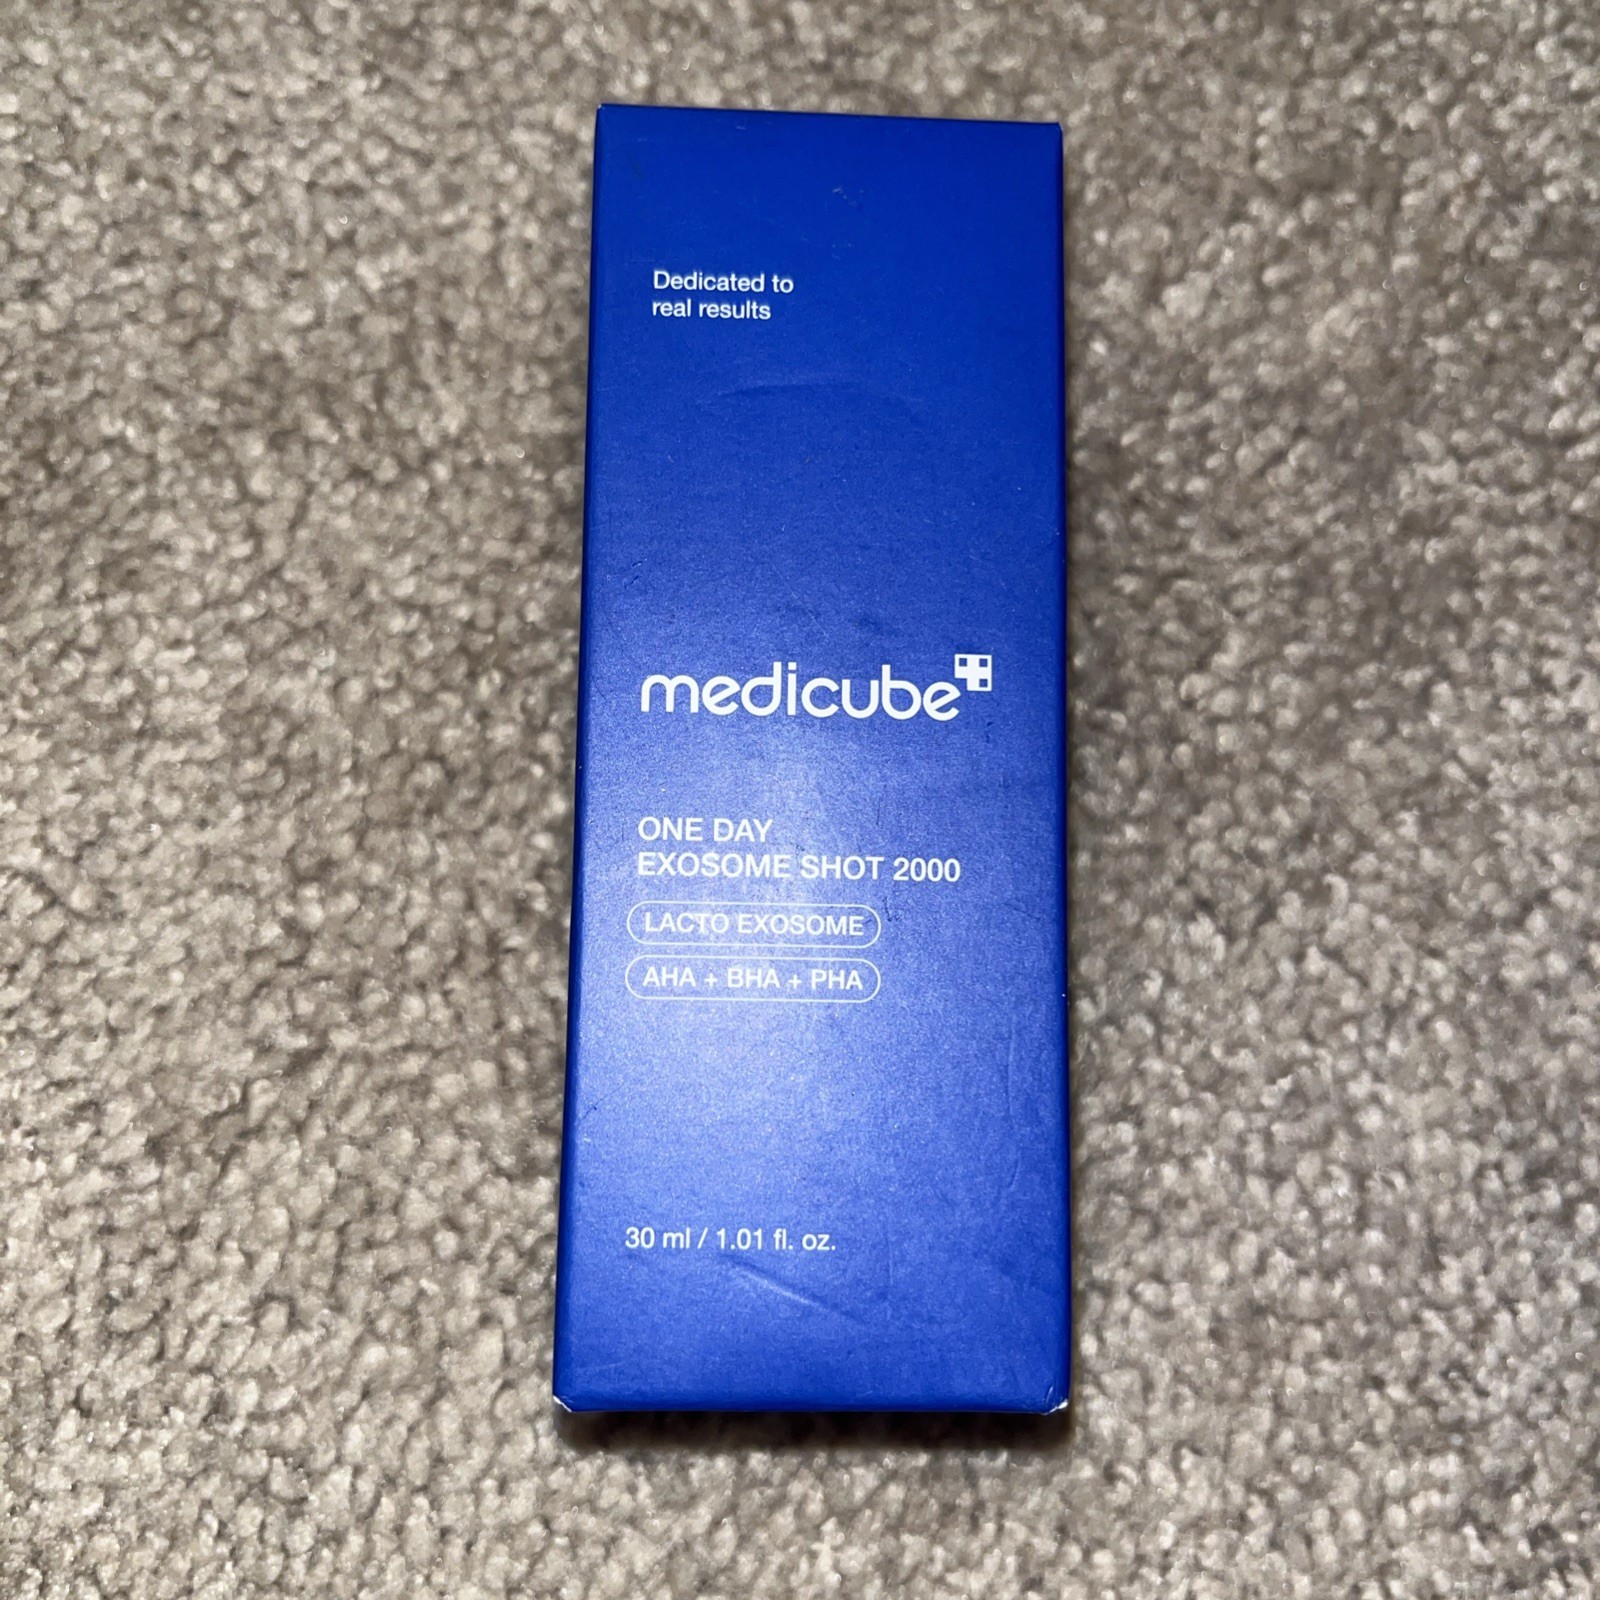 Dedicated to
real results
medicube
ONE DAY
EXOSOME SHOT 2000
LACTO EXOSOME
AHA + BHA + PHA
30 ml / 1.01 fl. oz.